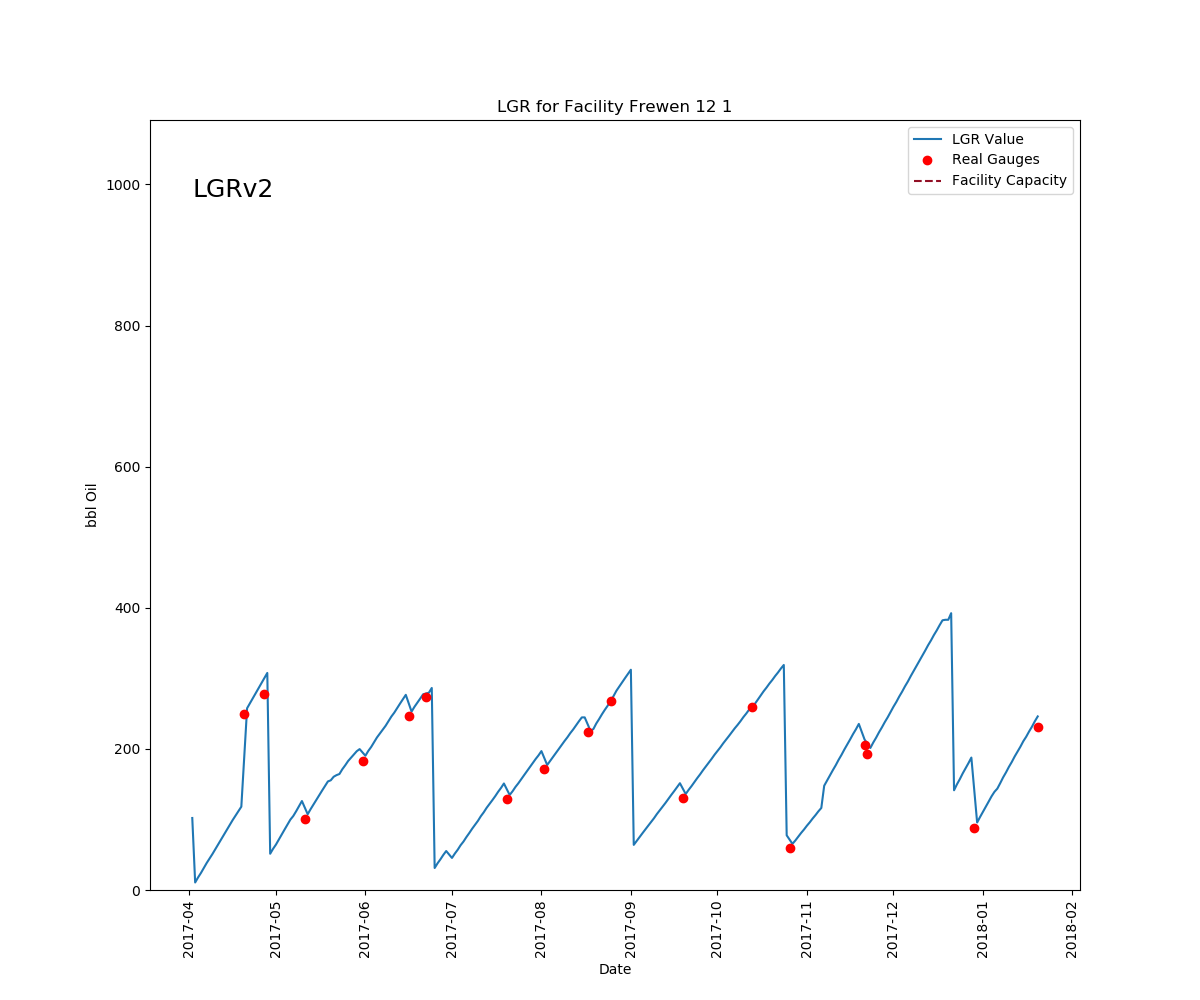 LGR for Facility Frewen 12 1
LGRv2
LGR Value
Real Gauges
Facility Capacity
bbl Oil
1000
800
600
400
200
0
2017-04
2017-05
2017-06
2017-07
2017-08
2017-09
2017-10
2017-11
2017-12
2018-01
2018-02
Date